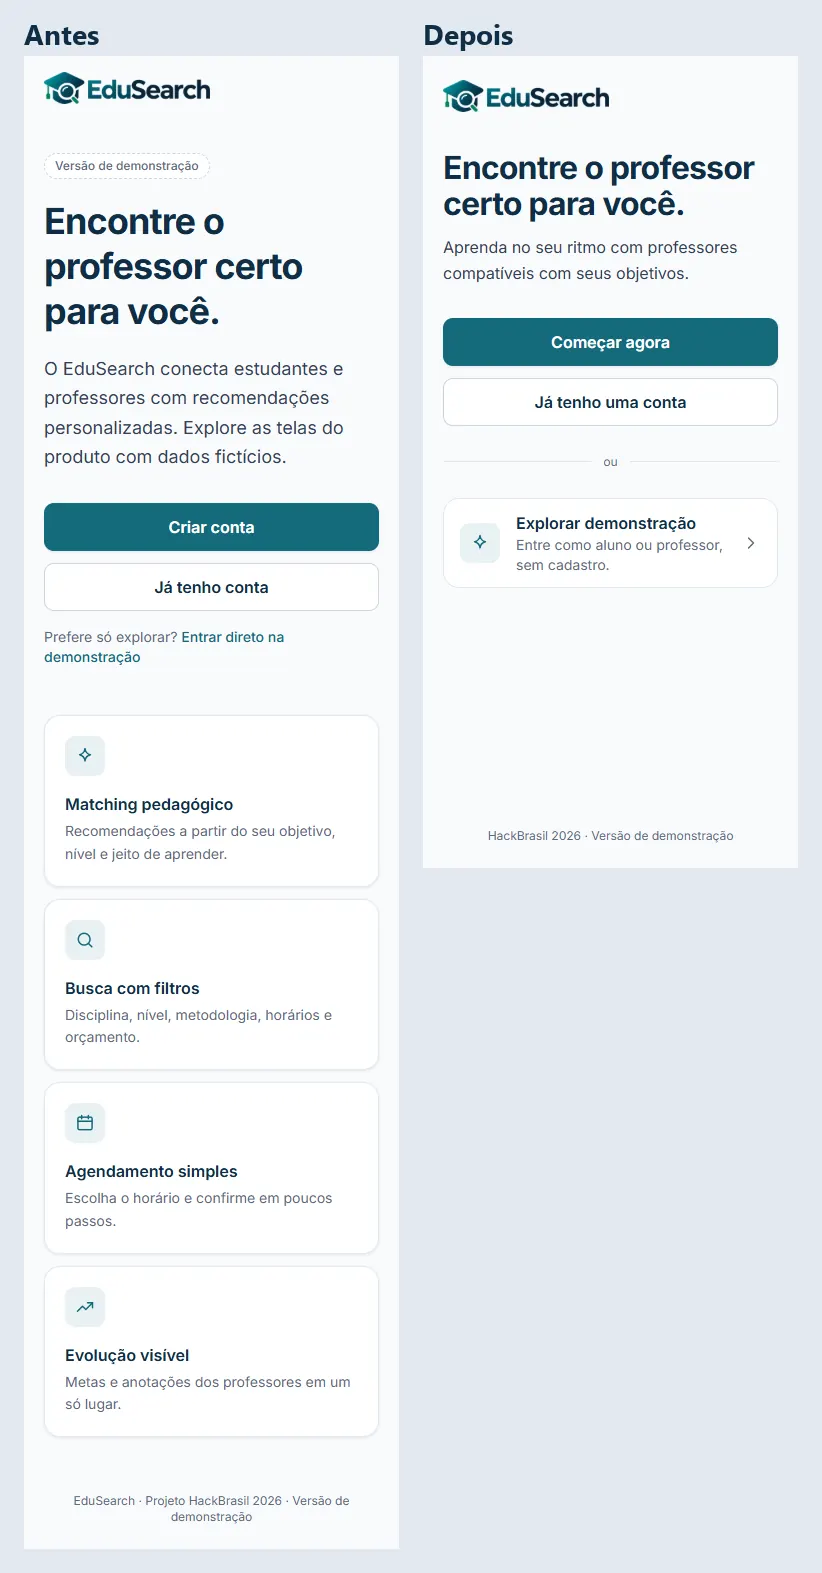 Antes
EduSearch
Versão de demonstração
Encontre o
professor certo
para você.
O EduSearch conecta estudantes e
professores com recomendações
personalizadas. Explore as telas do
produto com dados fictícios.
Criar conta
Já tenho conta
Prefere só explorar? Entrar direto na
demonstração
Matching pedagógico
Recomendações a partir do seu objetivo,
nível e jeito de aprender.
Busca com filtros
Disciplina, nível, metodologia, horários e
orçamento.
Agendamento simples
Escolha o horário e confirme em poucos
passos.
Evolução visível
Metas e anotações dos professores em um
só lugar.
EduSearch · Projeto HackBrasil 2026 · Versão de
demonstração
Depois
EduSearch
Encontre o professor
certo para você.
Aprenda no seu ritmo com professores
compatíveis com seus objetivos.
Começar agora
Já tenho uma conta
ou
Explorar demonstração
Entre como aluno ou professor,
sem cadastro.
HackBrasil 2026 · Versão de demonstração